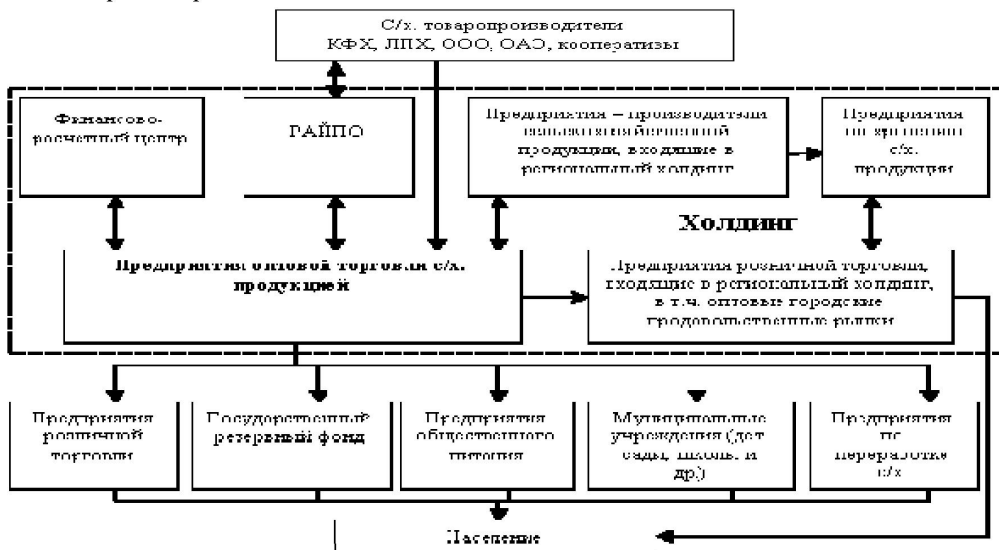 С/х. товаропроизводители
КФХ, ЛПХ, ООО, ОАО, кооперативы
Финансово-
расчетный центр
РАЙПО
Предприятия – производители
сельскохозяйственной
продукции, входящие в
региональный холдинг
Предприятия
по хранению
с/х.
продукции
Холдинг
Предприятия оптовой торговли с/х.
продукцией
Предприятия розничной торговли,
входящие в региональный холдинг,
в т.ч. оптовые городские
продовольственные рынки
Предприятия
розничной
торговли
Государственный
резервный фонд
Предприятия
общественного
питания
Муниципальные
учреждения (дет.
сады, школы и
др.)
Предприятия
по
переработке
с/х
Население